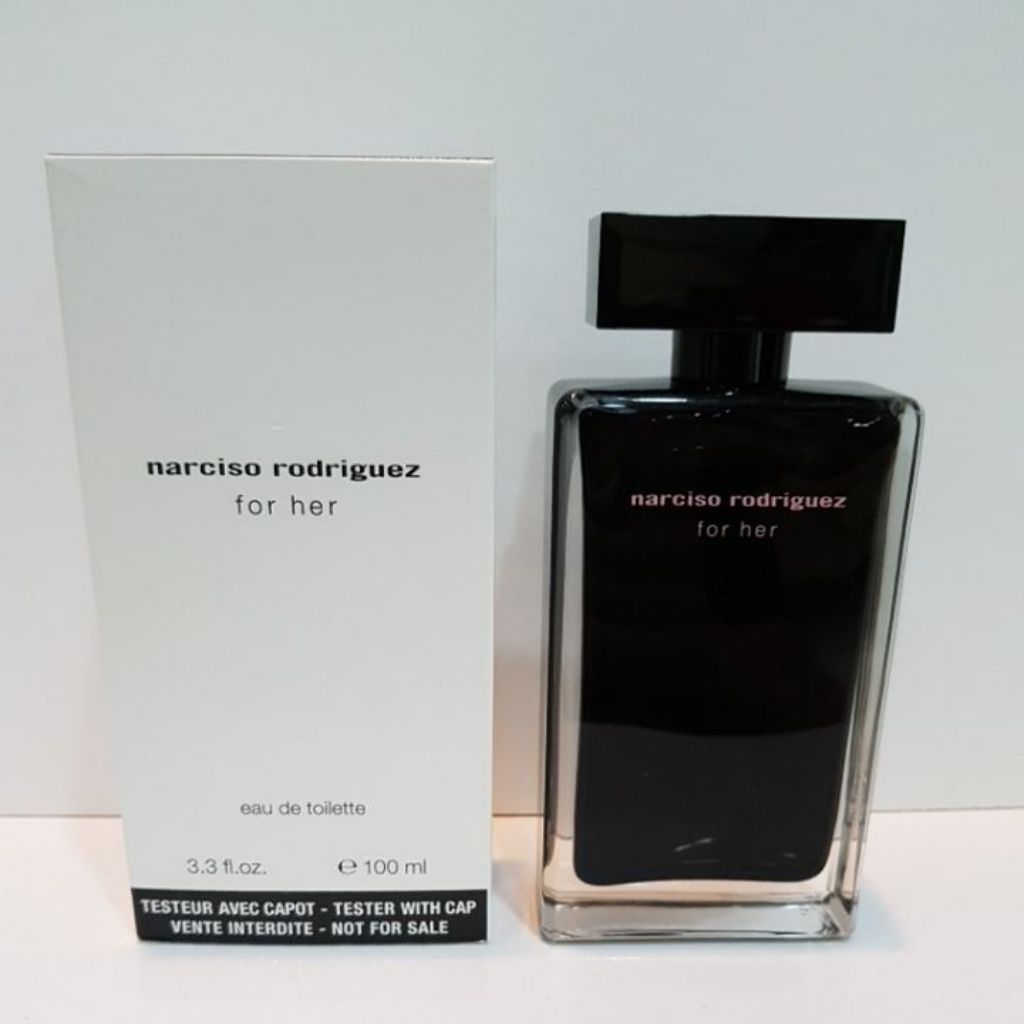 narciso rodriguez
for her
eau de toilette
3.3 fl.oz. ℮ 100 ml
TESTEUR AVEC CAPOT - TESTER WITH CAP
VENTE INTERDITE - NOT FOR SALE
narciso rodriguez
for her